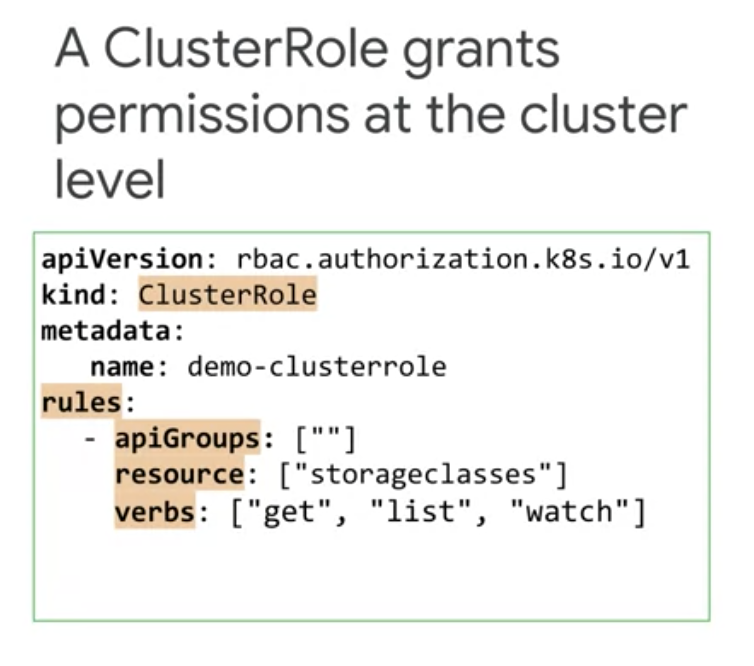 A ClusterRole grants
permissions at the cluster
level
apiVersion: rbac.authorization.k8s.io/v1
kind: ClusterRole
metadata:
   name: demo-clusterrole
rules:
   - apiGroups: [""]
     resource: ["storageclasses"]
     verbs: ["get", "list", "watch"]